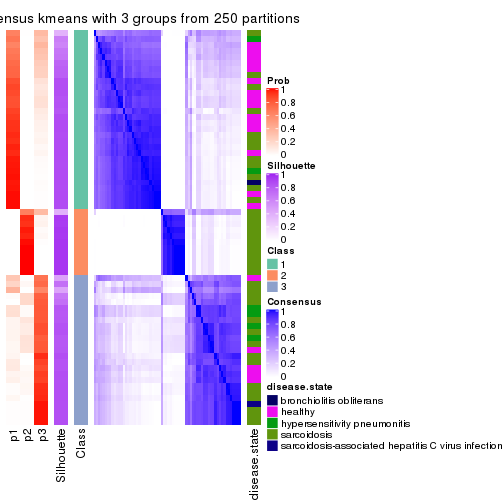 ensus kmeans with 3 groups from 250 partitions
Prob
1
0.8
0.6
0.4
0.2
0
Silhouette
1
0.8
0.6
0.4
0.2
0
Class
1
2
3
Consensus
1
0.8
0.6
0.4
0.2
0
disease.state
bronchiolitis obliterans
healthy
hypersensitivity pneumonitis
sarcoidosis
sarcoidosis-associated hepatitis C virus infection
p1
p2
p3
Silhouette
Class
disease.state